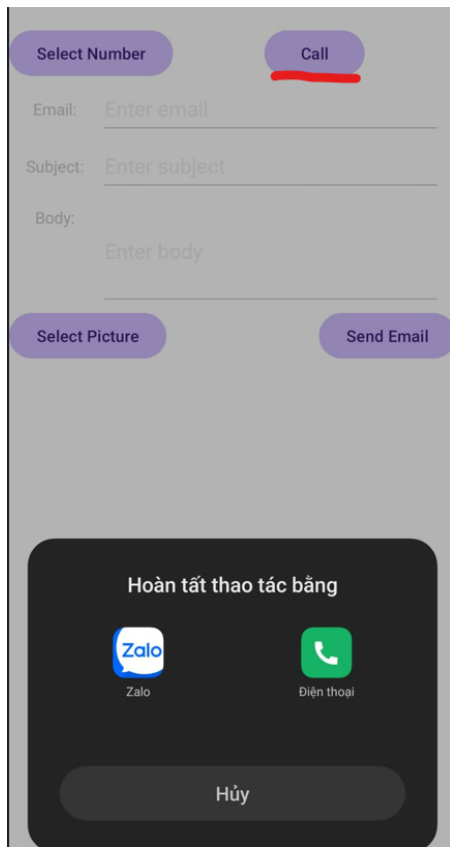 Select Number Call
Email: Enter email
Subject: Enter subject
Body:
Enter body
Select Picture Send Email
Hoàn tất thao tác bằng
Zalo
Zalo Điện thoại
Hủy